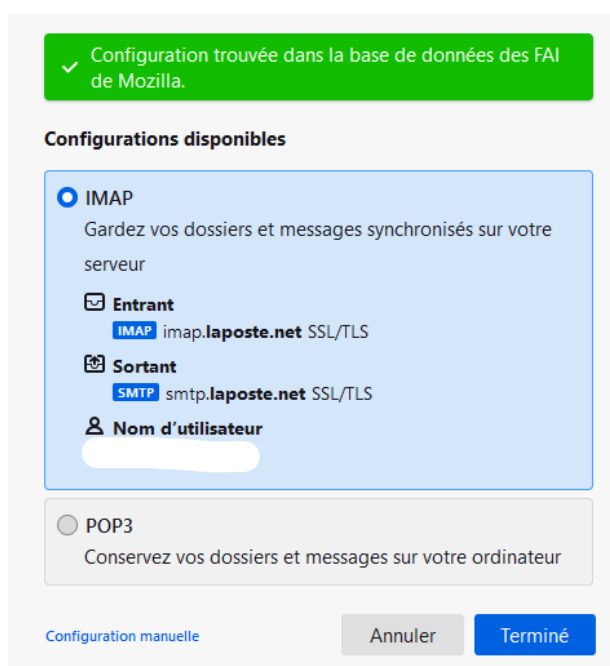 Configuration trouvée dans la base de données des FAI
de Mozilla.
Configurations disponibles
IMAP
Gardez vos dossiers et messages synchronisés sur votre
serveur
Entrant
IMAP imap.laposte.net SSL/TLS
Sortant
SMTP smtp.laposte.net SSL/TLS
Nom d’utilisateur
POP3
Conservez vos dossiers et messages sur votre ordinateur
Configuration manuelle Annuler Terminé